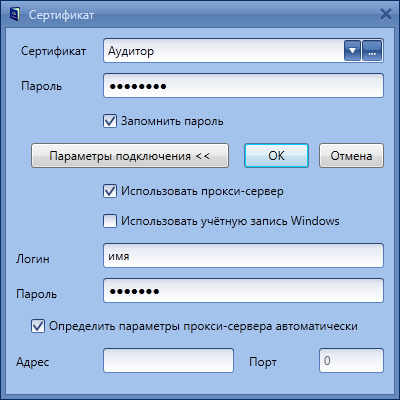 Сертификат
Сертификат Аудитор ...
Пароль ●●●●●●●●
Запомнить пароль
Параметры подключения << OK Отмена
Использовать прокси-сервер
Использовать учётную запись Windows
Логин имя
Пароль ●●●●●●●
Определить параметры прокси-сервера автоматически
Адрес Порт 0